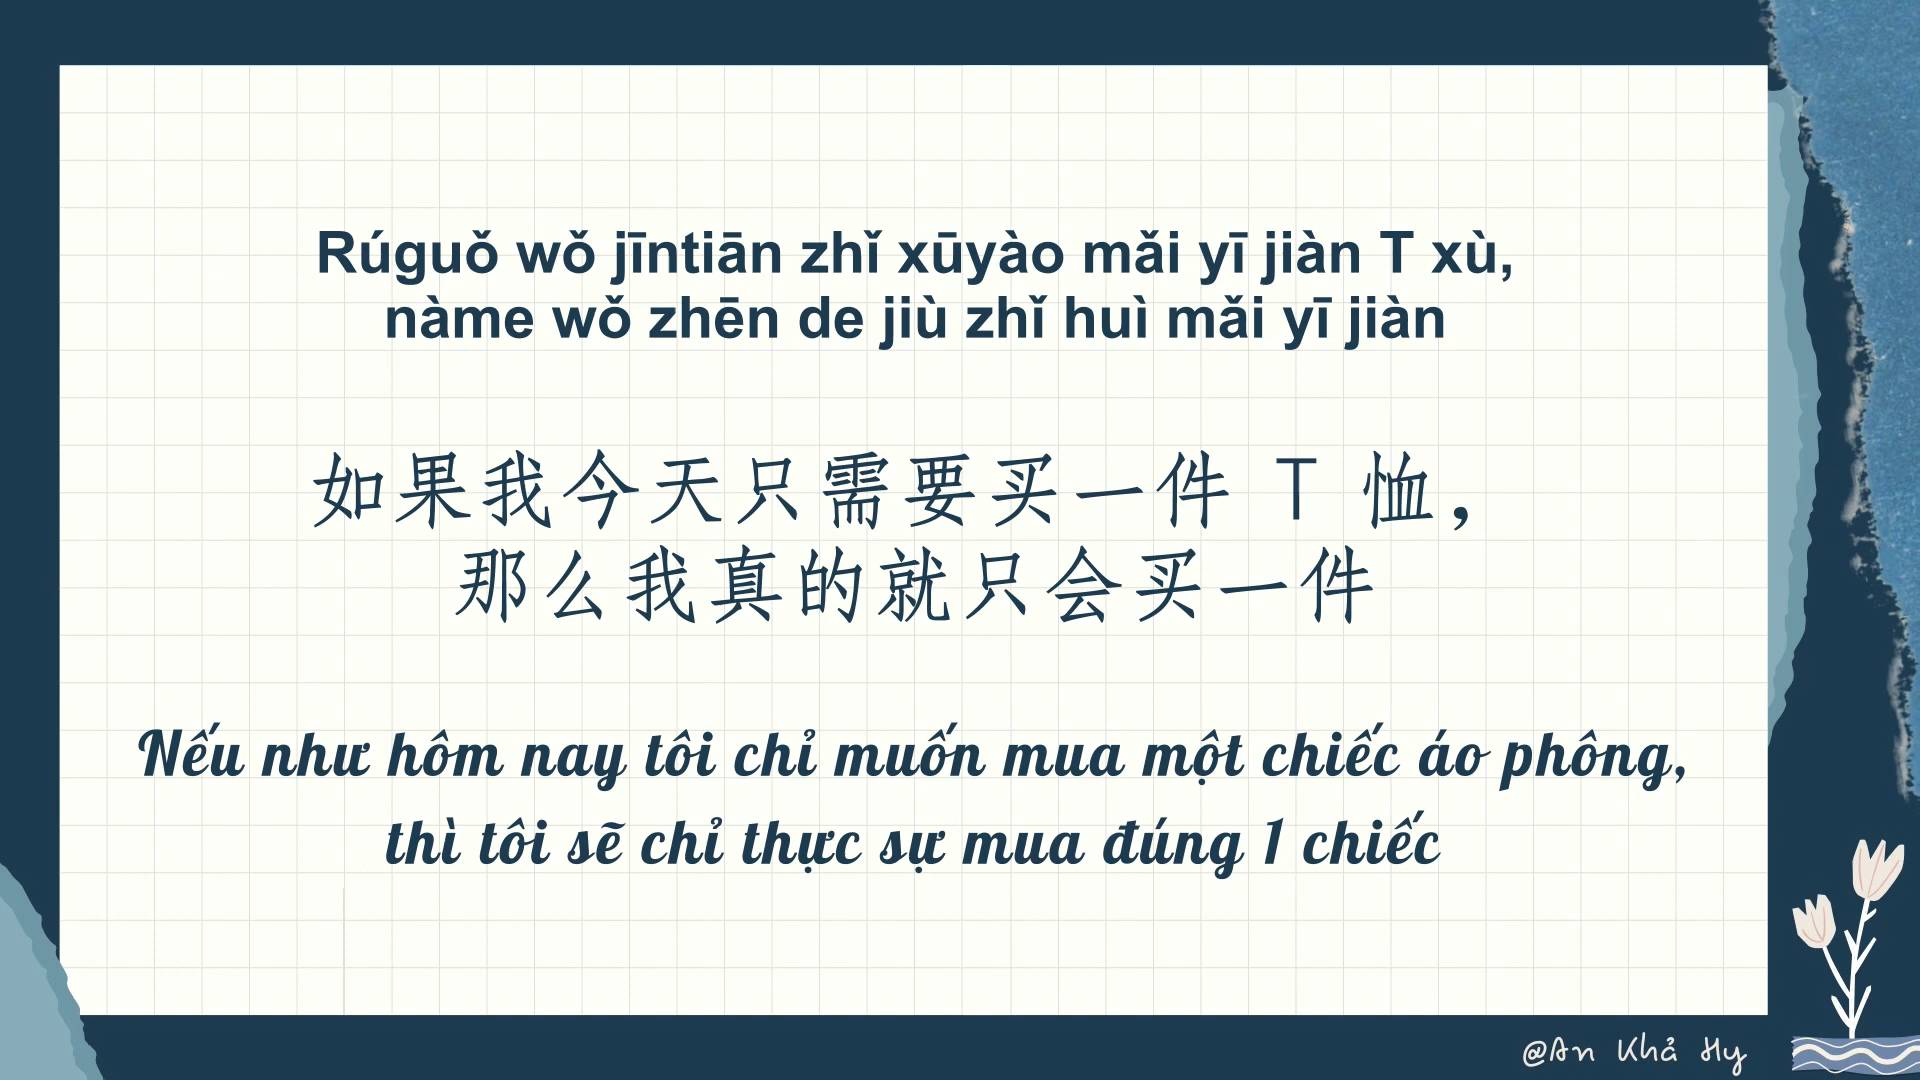 Rúguǒ wǒ jīntiān zhǐ xūyào mǎi yī jiàn T xù,
nàme wǒ zhēn de jiù zhǐ huì mǎi yī jiàn
如果我今天只需要买一件 T 恤，
那么我真的就只会买一件
Nếu như hôm nay tôi chỉ muốn mua một chiếc áo phông,
thì tôi sẽ chỉ thực sự mua đúng 1 chiếc
@An Khả Hy